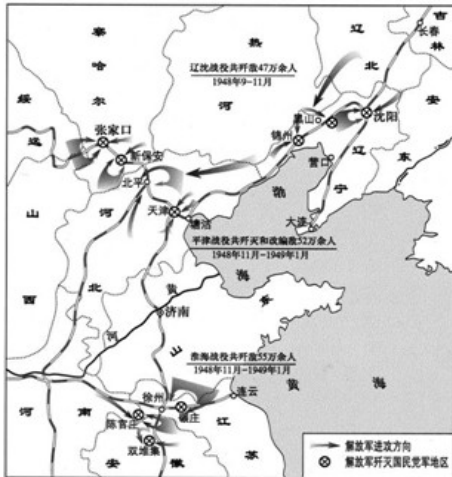 察
哈
尔
热
河
辽
北
吉
林
长春
辽沈战役共歼敌47万余人
1948年9-11月
绥
远
安
东
张家口
新保安
北平
黑山
沈阳
锦州
营口
辽
宁
大连
渤
海
山
西
河
北
天津
塘沽
平津战役共歼灭和改编敌52万余人
1948年11月-1949年1月
黄
河
济南
山
东
淮海战役共歼敌55万余人
1948年11月-1949年1月
黄
海
河
南
徐州
碾庄
连云
陈官庄
双堆集
安
徽
江
苏
解放军进攻方向
解放军歼灭国民党军地区